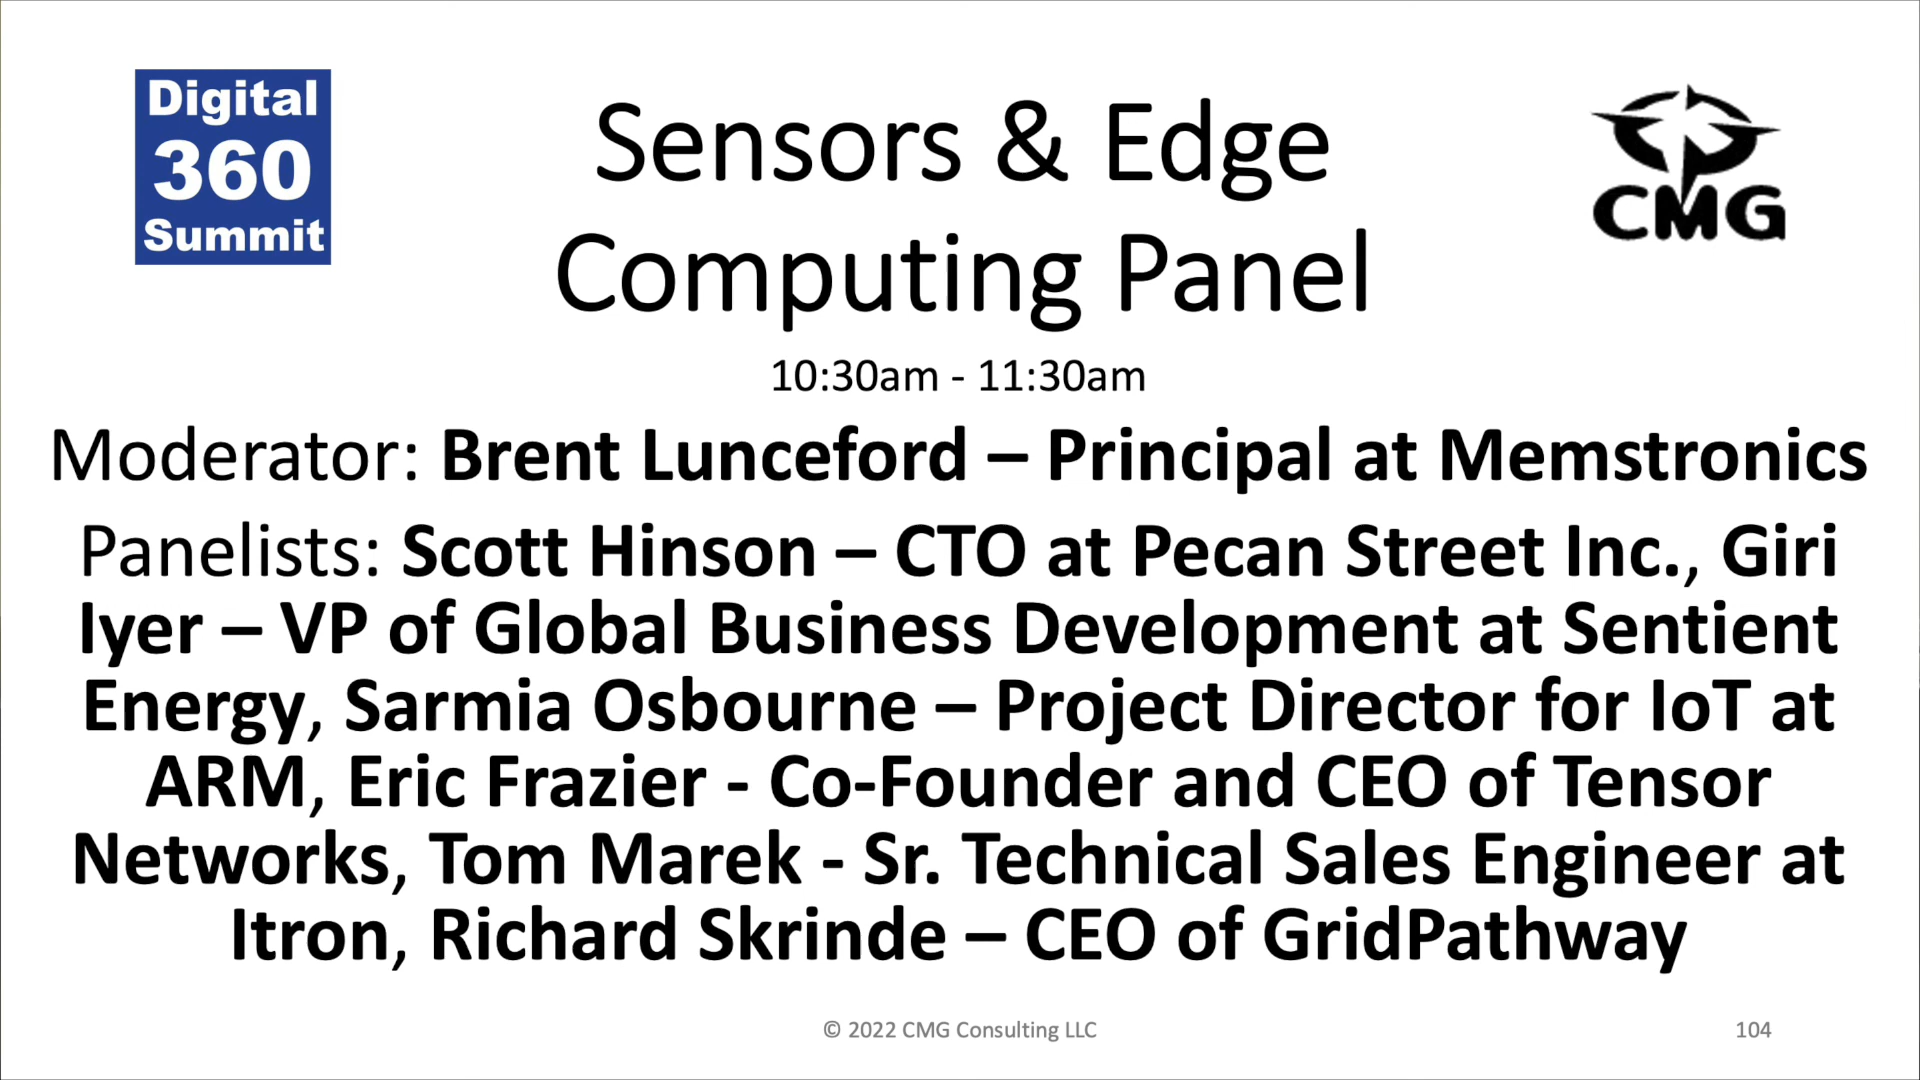 Digital
360
Summit
Sensors & Edge
Computing Panel
CMG
10:30am - 11:30am
Moderator: Brent Lunceford – Principal at Memstronics
Panelists: Scott Hinson – CTO at Pecan Street Inc., Giri
Iyer – VP of Global Business Development at Sentient
Energy, Sarmia Osbourne – Project Director for IoT at
ARM, Eric Frazier - Co-Founder and CEO of Tensor
Networks, Tom Marek - Sr. Technical Sales Engineer at
Itron, Richard Skrinde – CEO of GridPathway
© 2022 CMG Consulting LLC
104